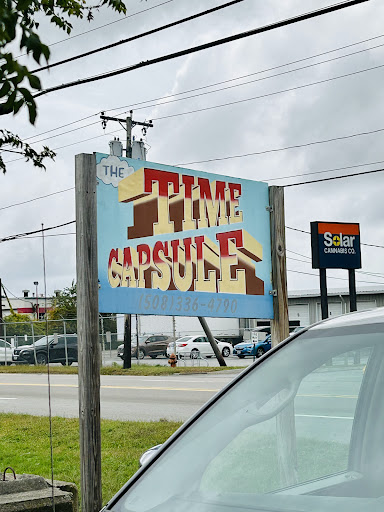 THE
TIME
CAPSULE
(508)336-4790
Solar
CANNABIS CO.